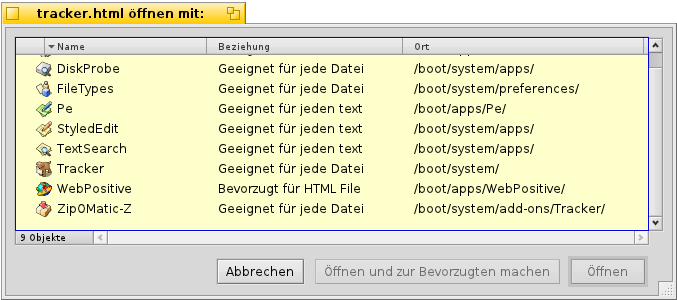 tracker.html öffnen mit:
Name Beziehung Ort
DiskProbe Geeignet für jede Datei /boot/system/apps/
FileTypes Geeignet für jede Datei /boot/system/preferences/
Pe Geeignet für jeden text /boot/apps/Pe/
StyledEdit Geeignet für jeden text /boot/system/apps/
TextSearch Geeignet für jeden text /boot/system/apps/
Tracker Geeignet für jede Datei /boot/system/
WebPositive Bevorzugt für HTML File /boot/apps/WebPositive/
ZipOMatic-Z Geeignet für jede Datei /boot/system/add-ons/Tracker/
9 Objekte
Abbrechen Öffnen und zur Bevorzugten machen Öffnen